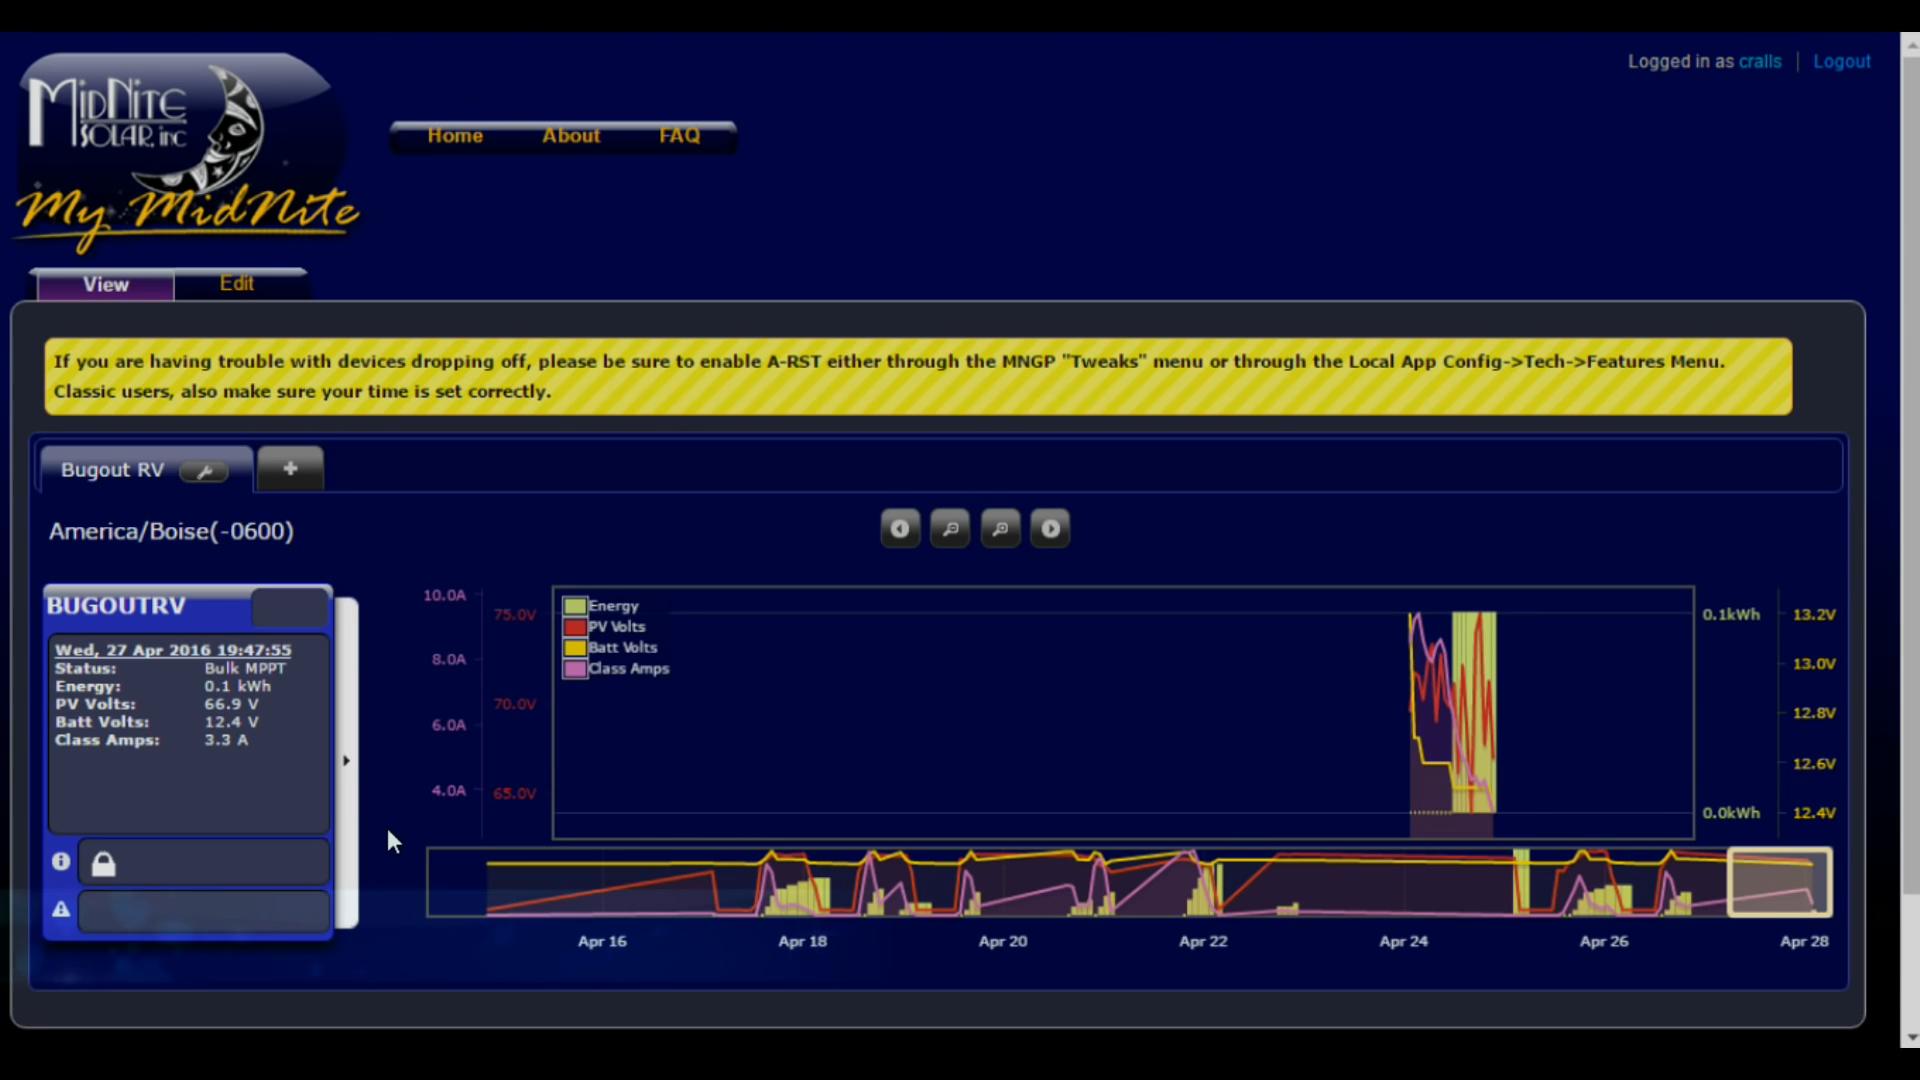 Logged in as cralls | Logout
MidNite
SOLAR, inc
My MidNite
Home About FAQ
View Edit
If you are having trouble with devices dropping off, please be sure to enable A-RST either through the MNGP "Tweaks" menu or through the Local App Config->Tech->Features Menu.
Classic users, also make sure your time is set correctly.
Bugout RV
America/Boise(-0600)
BUGOUTRV
Wed, 27 Apr 2016 19:47:55
Status: Bulk MPPT
Energy: 0.1 kWh
PV Volts: 66.9 V
Batt Volts: 12.4 V
Class Amps: 3.3 A
10.0A
8.0A
6.0A
4.0A
75.0V
70.0V
65.0V
Energy
PV Volts
Batt Volts
Class Amps
0.1kWh
0.0kWh
13.2V
13.0V
12.8V
12.6V
12.4V
Apr 16 Apr 18 Apr 20 Apr 22 Apr 24 Apr 26 Apr 28